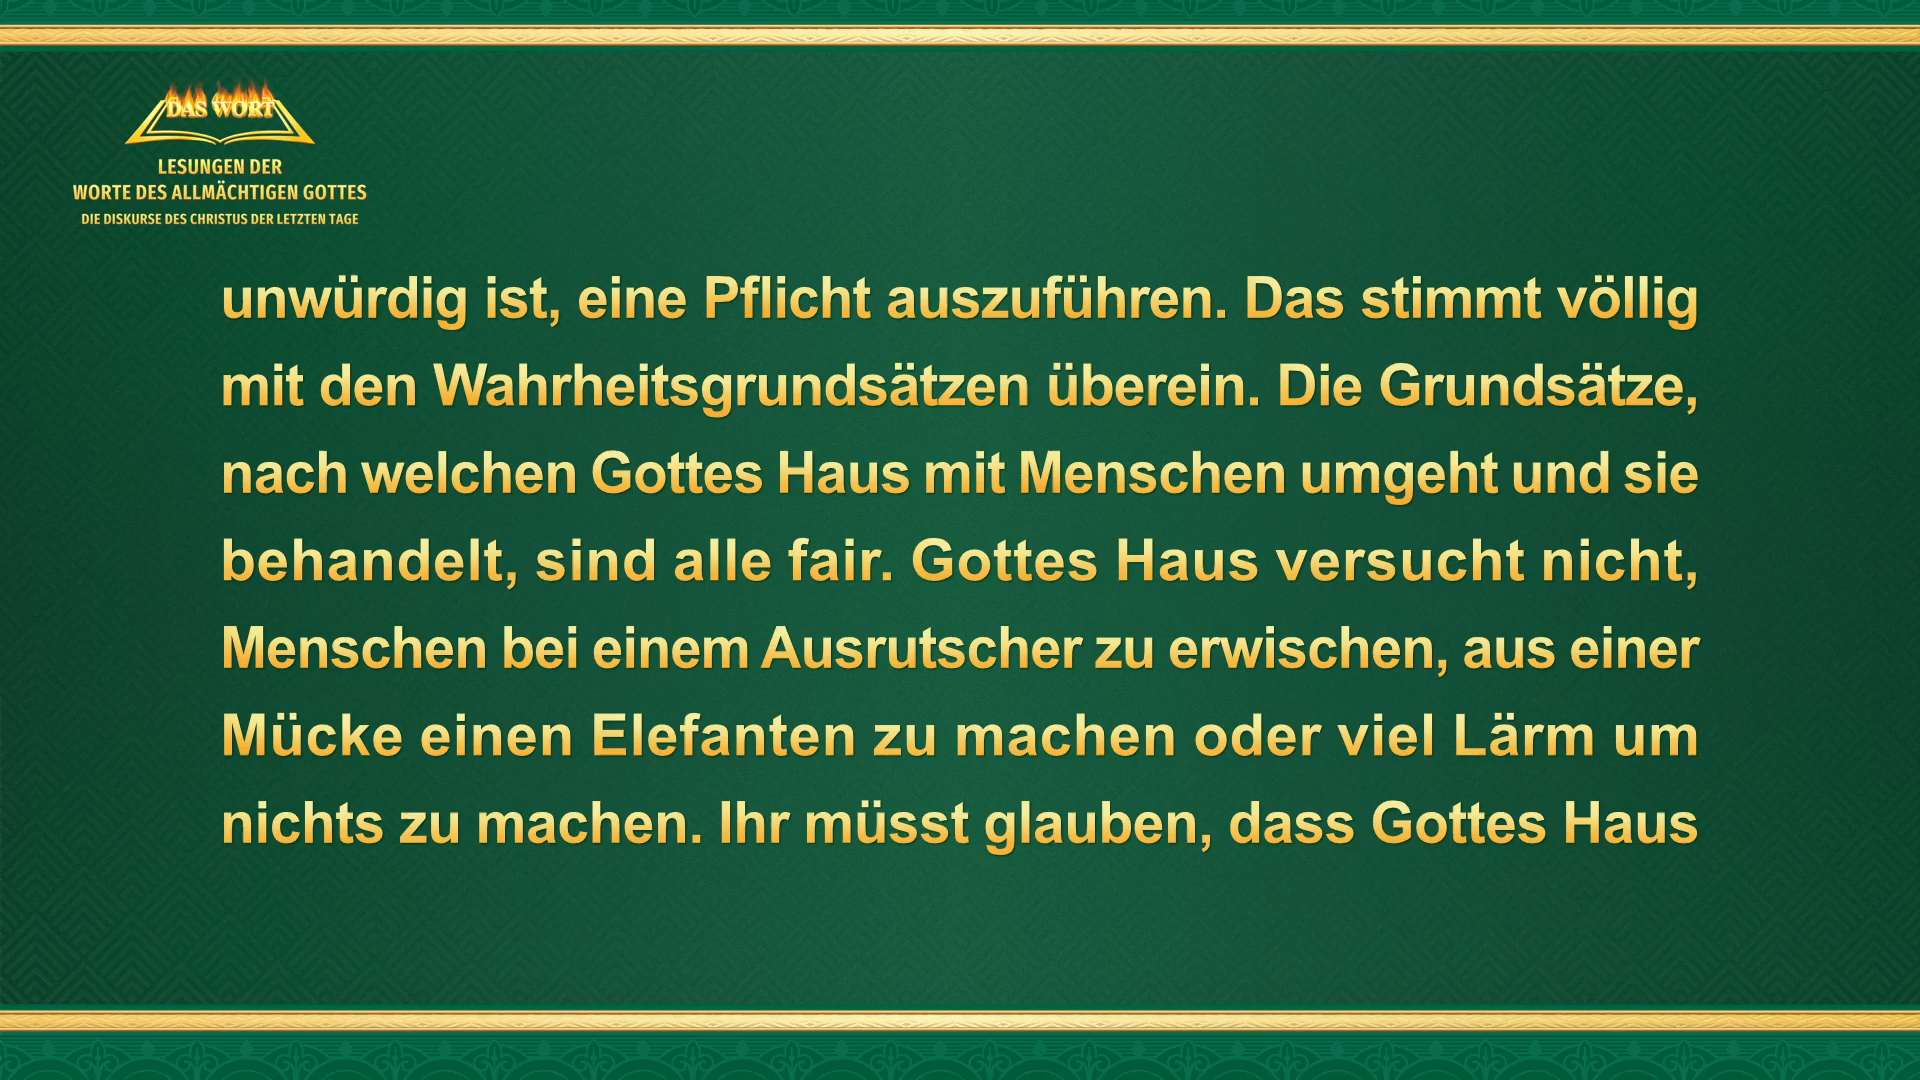 DAS WORT
LESUNGEN DER
WORTE DES ALLMÄCHTIGEN GOTTES
DIE DISKURSE DES CHRISTUS DER LETZTEN TAGE
unwürdig ist, eine Pflicht auszuführen. Das stimmt völlig
mit den Wahrheitsgrundsätzen überein. Die Grundsätze,
nach welchen Gottes Haus mit Menschen umgeht und sie
behandelt, sind alle fair. Gottes Haus versucht nicht,
Menschen bei einem Ausrutscher zu erwischen, aus einer
Mücke einen Elefanten zu machen oder viel Lärm um
nichts zu machen. Ihr müsst glauben, dass Gottes Haus